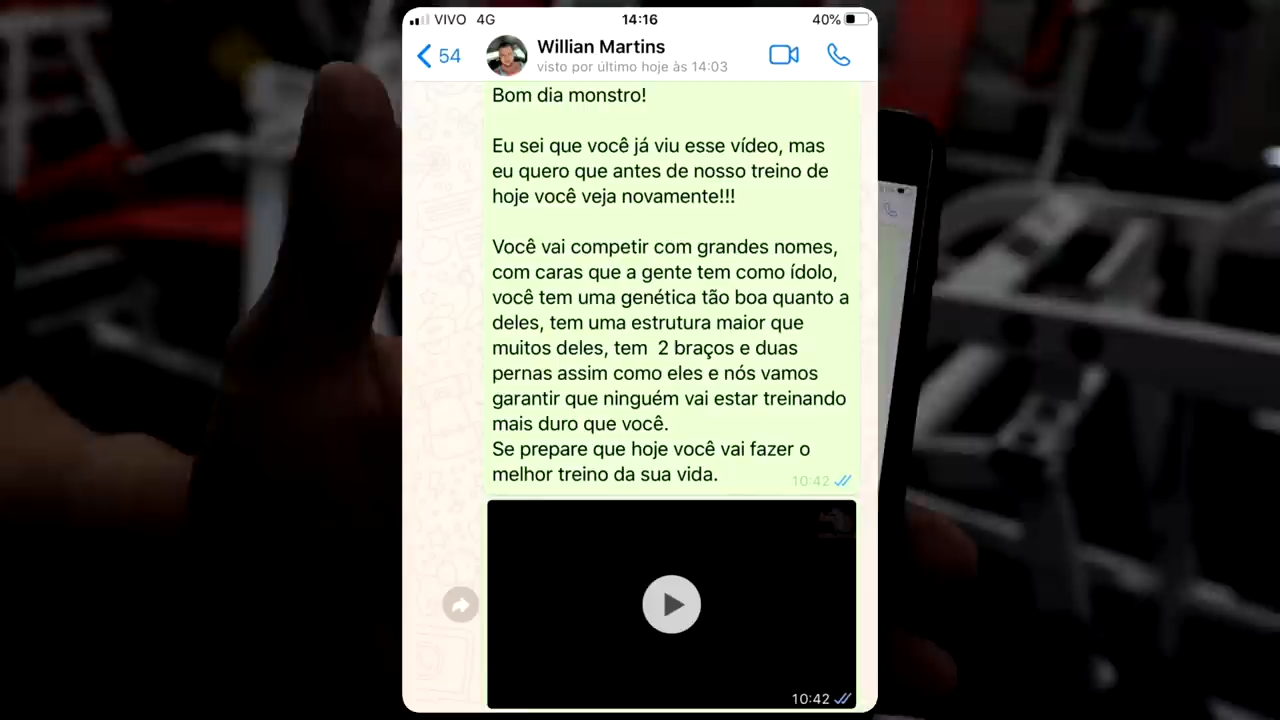 VIVO 4G 14:16 40%
54 Willian Martins
visto por último hoje às 14:03
Bom dia monstro!
Eu sei que você já viu esse vídeo, mas
eu quero que antes de nosso treino de
hoje você veja novamente!!!
Você vai competir com grandes nomes,
com caras que a gente tem como ídolo,
você tem uma genética tão boa quanto a
deles, tem uma estrutura maior que
muitos deles, tem  2 braços e duas
pernas assim como eles e nós vamos
garantir que ninguém vai estar treinando
mais duro que você.
Se prepare que hoje você vai fazer o
melhor treino da sua vida.
10:42
10:42